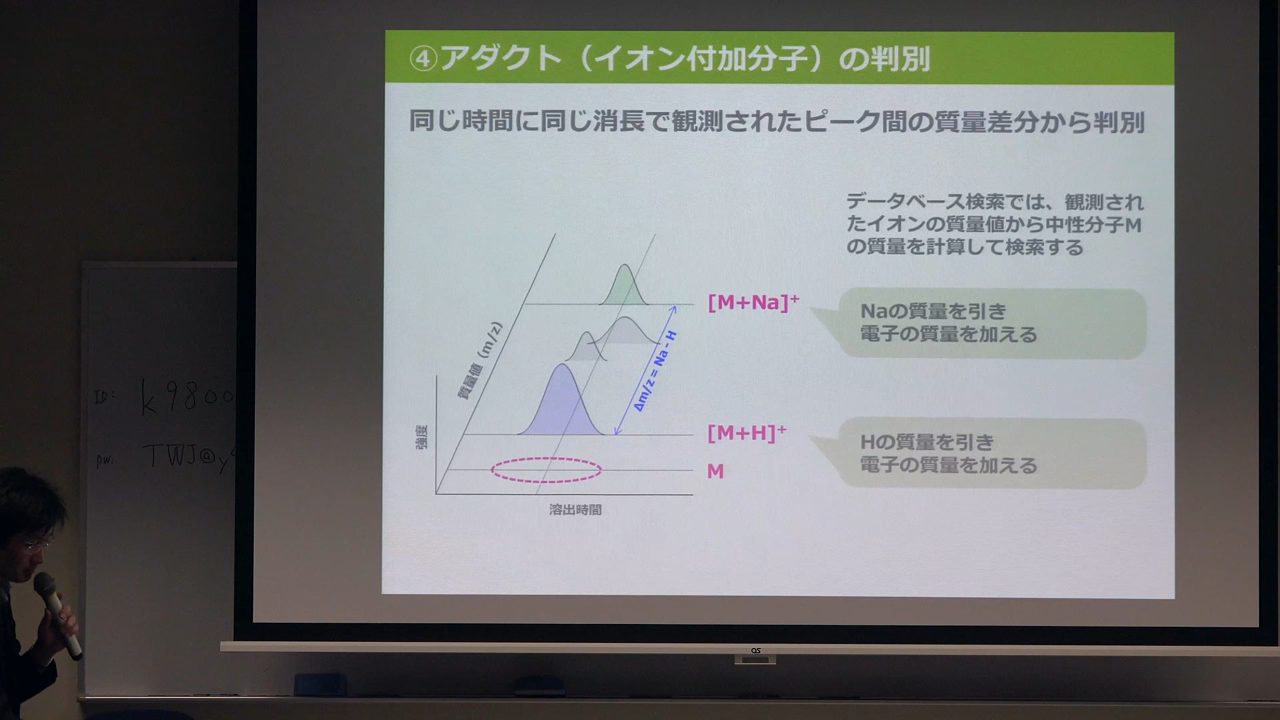 ④アダクト（イオン付加分子）の判別
同じ時間に同じ消長で観測されたピーク間の質量差分から判別
データベース検索では、観測され
たイオンの質量値から中性分子M
の質量を計算して検索する
[M+Na]⁺
Naの質量を引き
電子の質量を加える
質量値（m/z）
Δm/z = Na - H
強度
[M+H]⁺
Hの質量を引き
電子の質量を加える
M
溶出時間
ID: k9800
PW: TWJ@y
OS